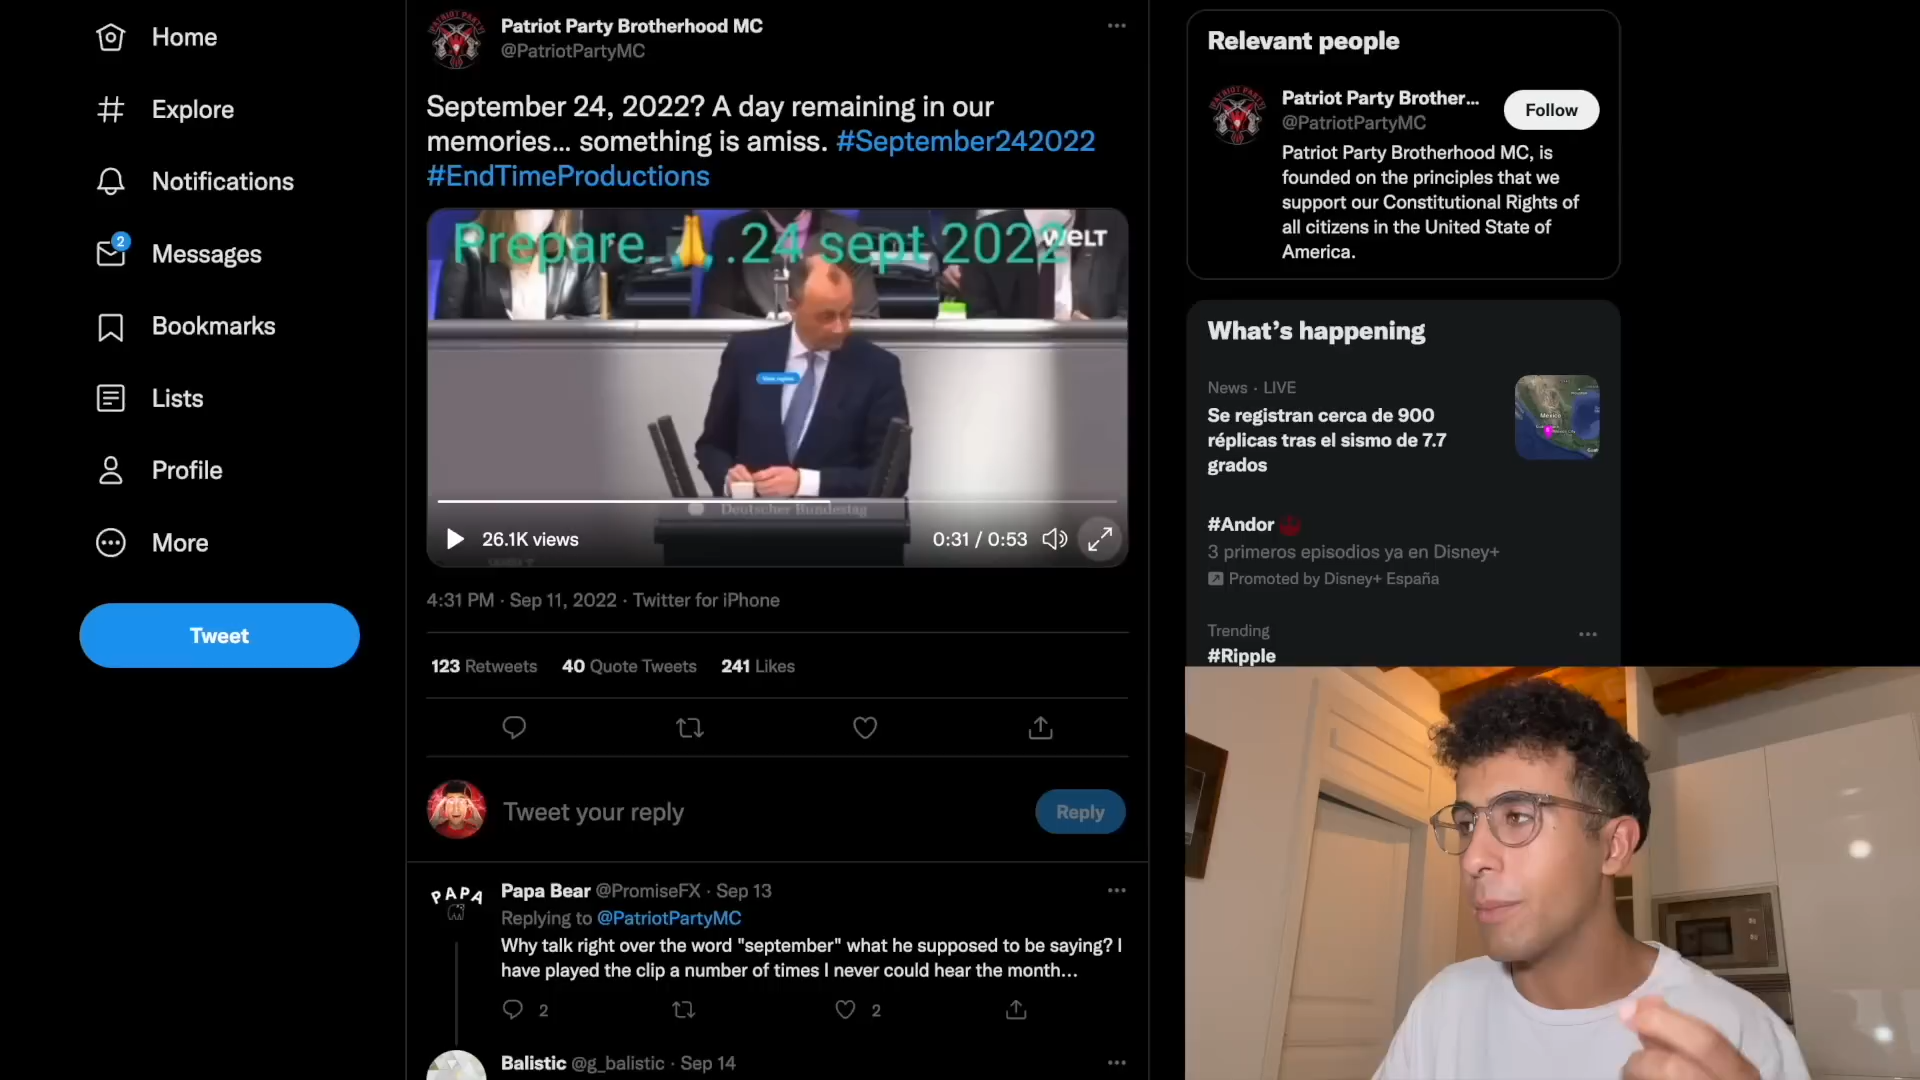 Home
Explore
Notifications
2
Messages
Bookmarks
Lists
Profile
More
Tweet
PATRIOT PARTY
Patriot Party Brotherhood MC
@PatriotPartyMC
September 24, 2022? A day remaining in our
memories... something is amiss. #September242022
#EndTimeProductions
Prepare.🙏.24 sept 2022
WELT
Deutscher Bundestag
26.1K views
0:31 / 0:53
4:31 PM · Sep 11, 2022 · Twitter for iPhone
123 Retweets 40 Quote Tweets 241 Likes
Tweet your reply
Reply
PAPA
Papa Bear @PromiseFX · Sep 13
Replying to @PatriotPartyMC
Why talk right over the word "september" what he supposed to be saying? I
have played the clip a number of times I never could hear the month...
2
2
Balistic @g_balistic · Sep 14
Relevant people
PATRIOT PARTY
Patriot Party Brother...
@PatriotPartyMC
Follow
Patriot Party Brotherhood MC, is
founded on the principles that we
support our Constitutional Rights of
all citizens in the United State of
America.
What's happening
News · LIVE
Se registran cerca de 900
réplicas tras el sismo de 7.7
grados
#Andor
3 primeros episodios ya en Disney+
Promoted by Disney+ España
Trending
#Ripple